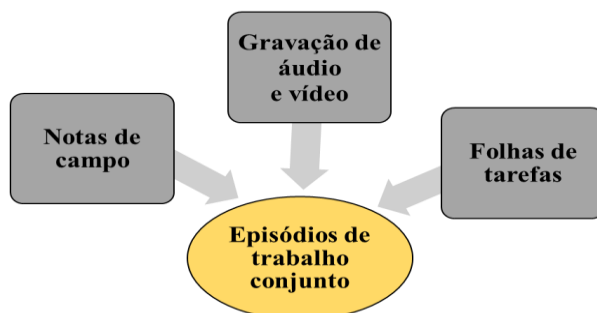 Gravação de
áudio
e vídeo
Notas de
campo
Folhas de
tarefas
Episódios de
trabalho
conjunto